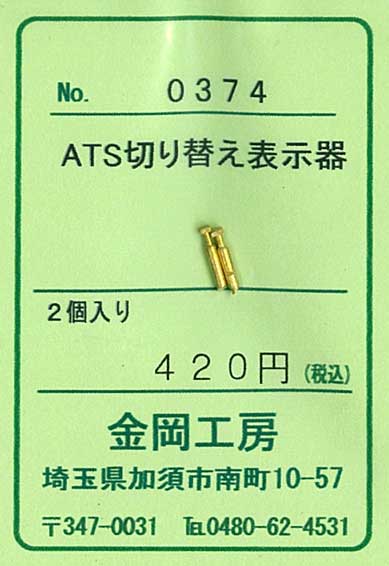 No. 0374
ATS切り替え表示器
2個入り
420円 (税込)
金岡工房
埼玉県加須市南町10-57
〒347-0031 ℡0480-62-4531